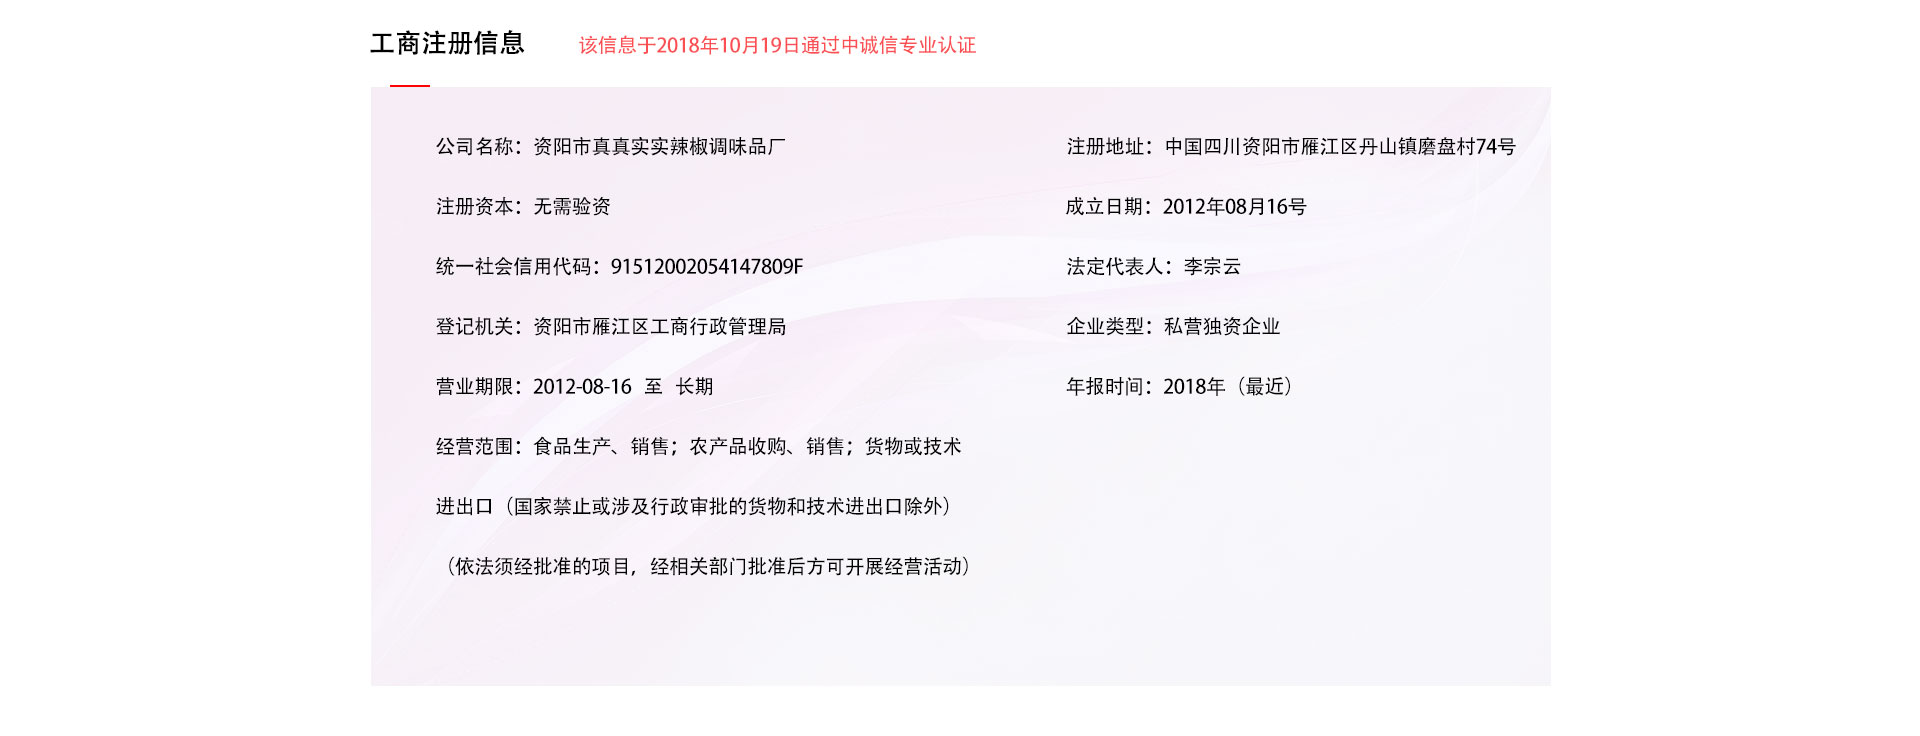 工商注册信息 该信息于2018年10月19日通过中诚信专业认证
公司名称：资阳市真真实实辣椒调味品厂 注册地址：中国四川资阳市雁江区丹山镇磨盘村74号
注册资本：无需验资 成立日期：2012年08月16号
统一社会信用代码：91512002054147809F 法定代表人：李宗云
登记机关：资阳市雁江区工商行政管理局 企业类型：私营独资企业
营业期限：2012-08-16 至 长期 年报时间：2018年（最近）
经营范围：食品生产、销售；农产品收购、销售；货物或技术
进出口（国家禁止或涉及行政审批的货物和技术进出口除外）
（依法须经批准的项目，经相关部门批准后方可开展经营活动）